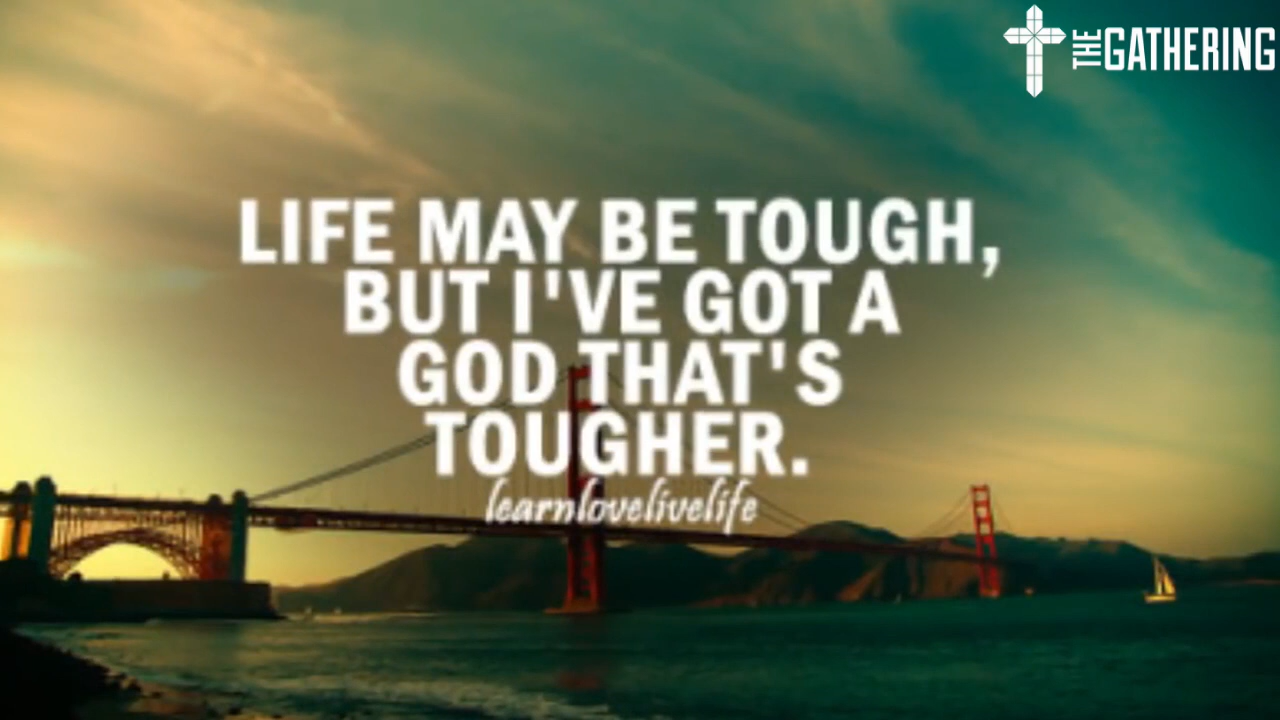 THE GATHERING
LIFE MAY BE TOUGH,
BUT I'VE GOT A
GOD THAT'S
TOUGHER.
learnlovelivelife